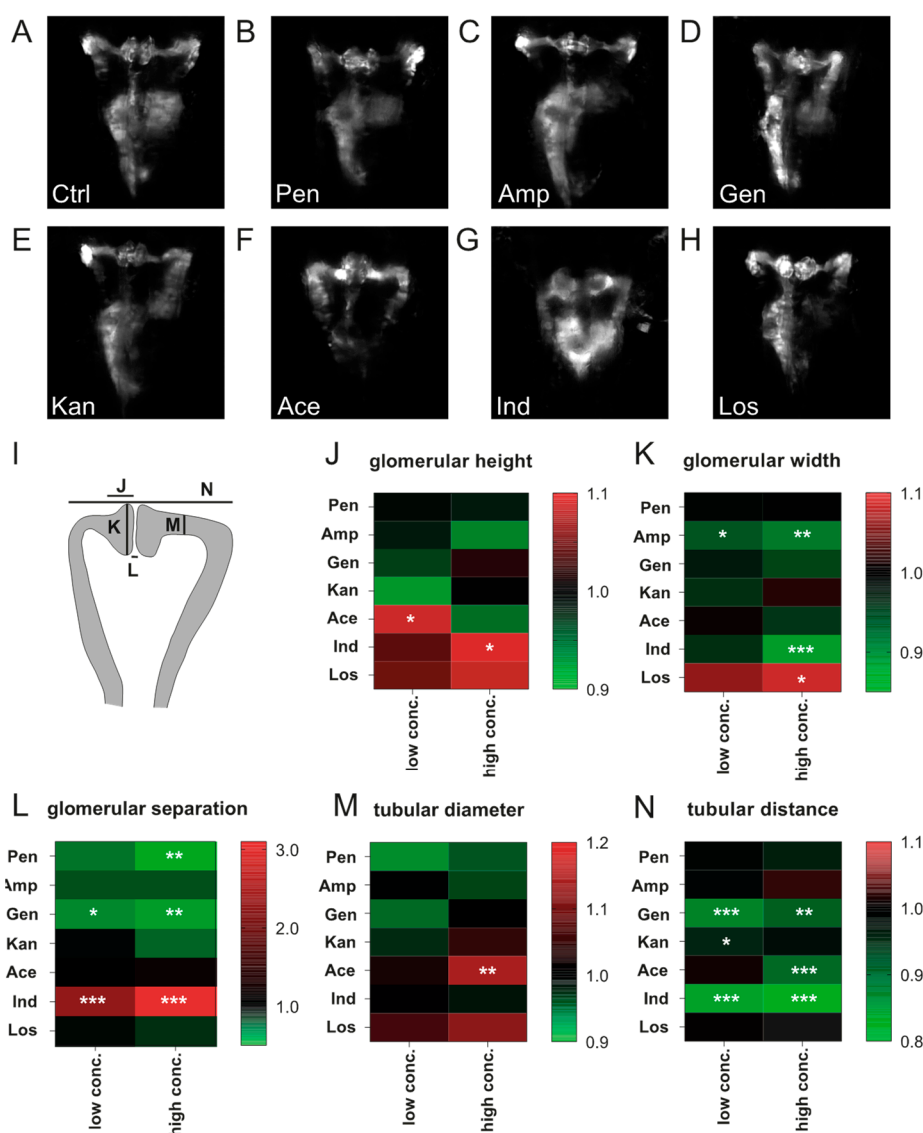 A
B
C
D
Ctrl
Pen
Amp
Gen
E
F
G
H
Kan
Ace
Ind
Los
I
J
N
K
M
L
J glomerular height
Pen
Amp
Gen
Kan
Ace *
Ind *
Los
1.1
1.0
0.9
low conc.
high conc.
K glomerular width
Pen
Amp * **
Gen
Kan
Ace
Ind ***
Los *
1.1
1.0
0.9
low conc.
high conc.
L glomerular separation
Pen **
Amp
Gen * **
Kan
Ace
Ind *** ***
Los
3.0
2.0
1.0
low conc.
high conc.
M tubular diameter
Pen
Amp
Gen
Kan
Ace **
Ind
Los
1.2
1.1
1.0
0.9
low conc.
high conc.
N tubular distance
Pen
Amp
Gen *** **
Kan *
Ace ***
Ind *** ***
Los
1.1
1.0
0.9
0.8
low conc.
high conc.